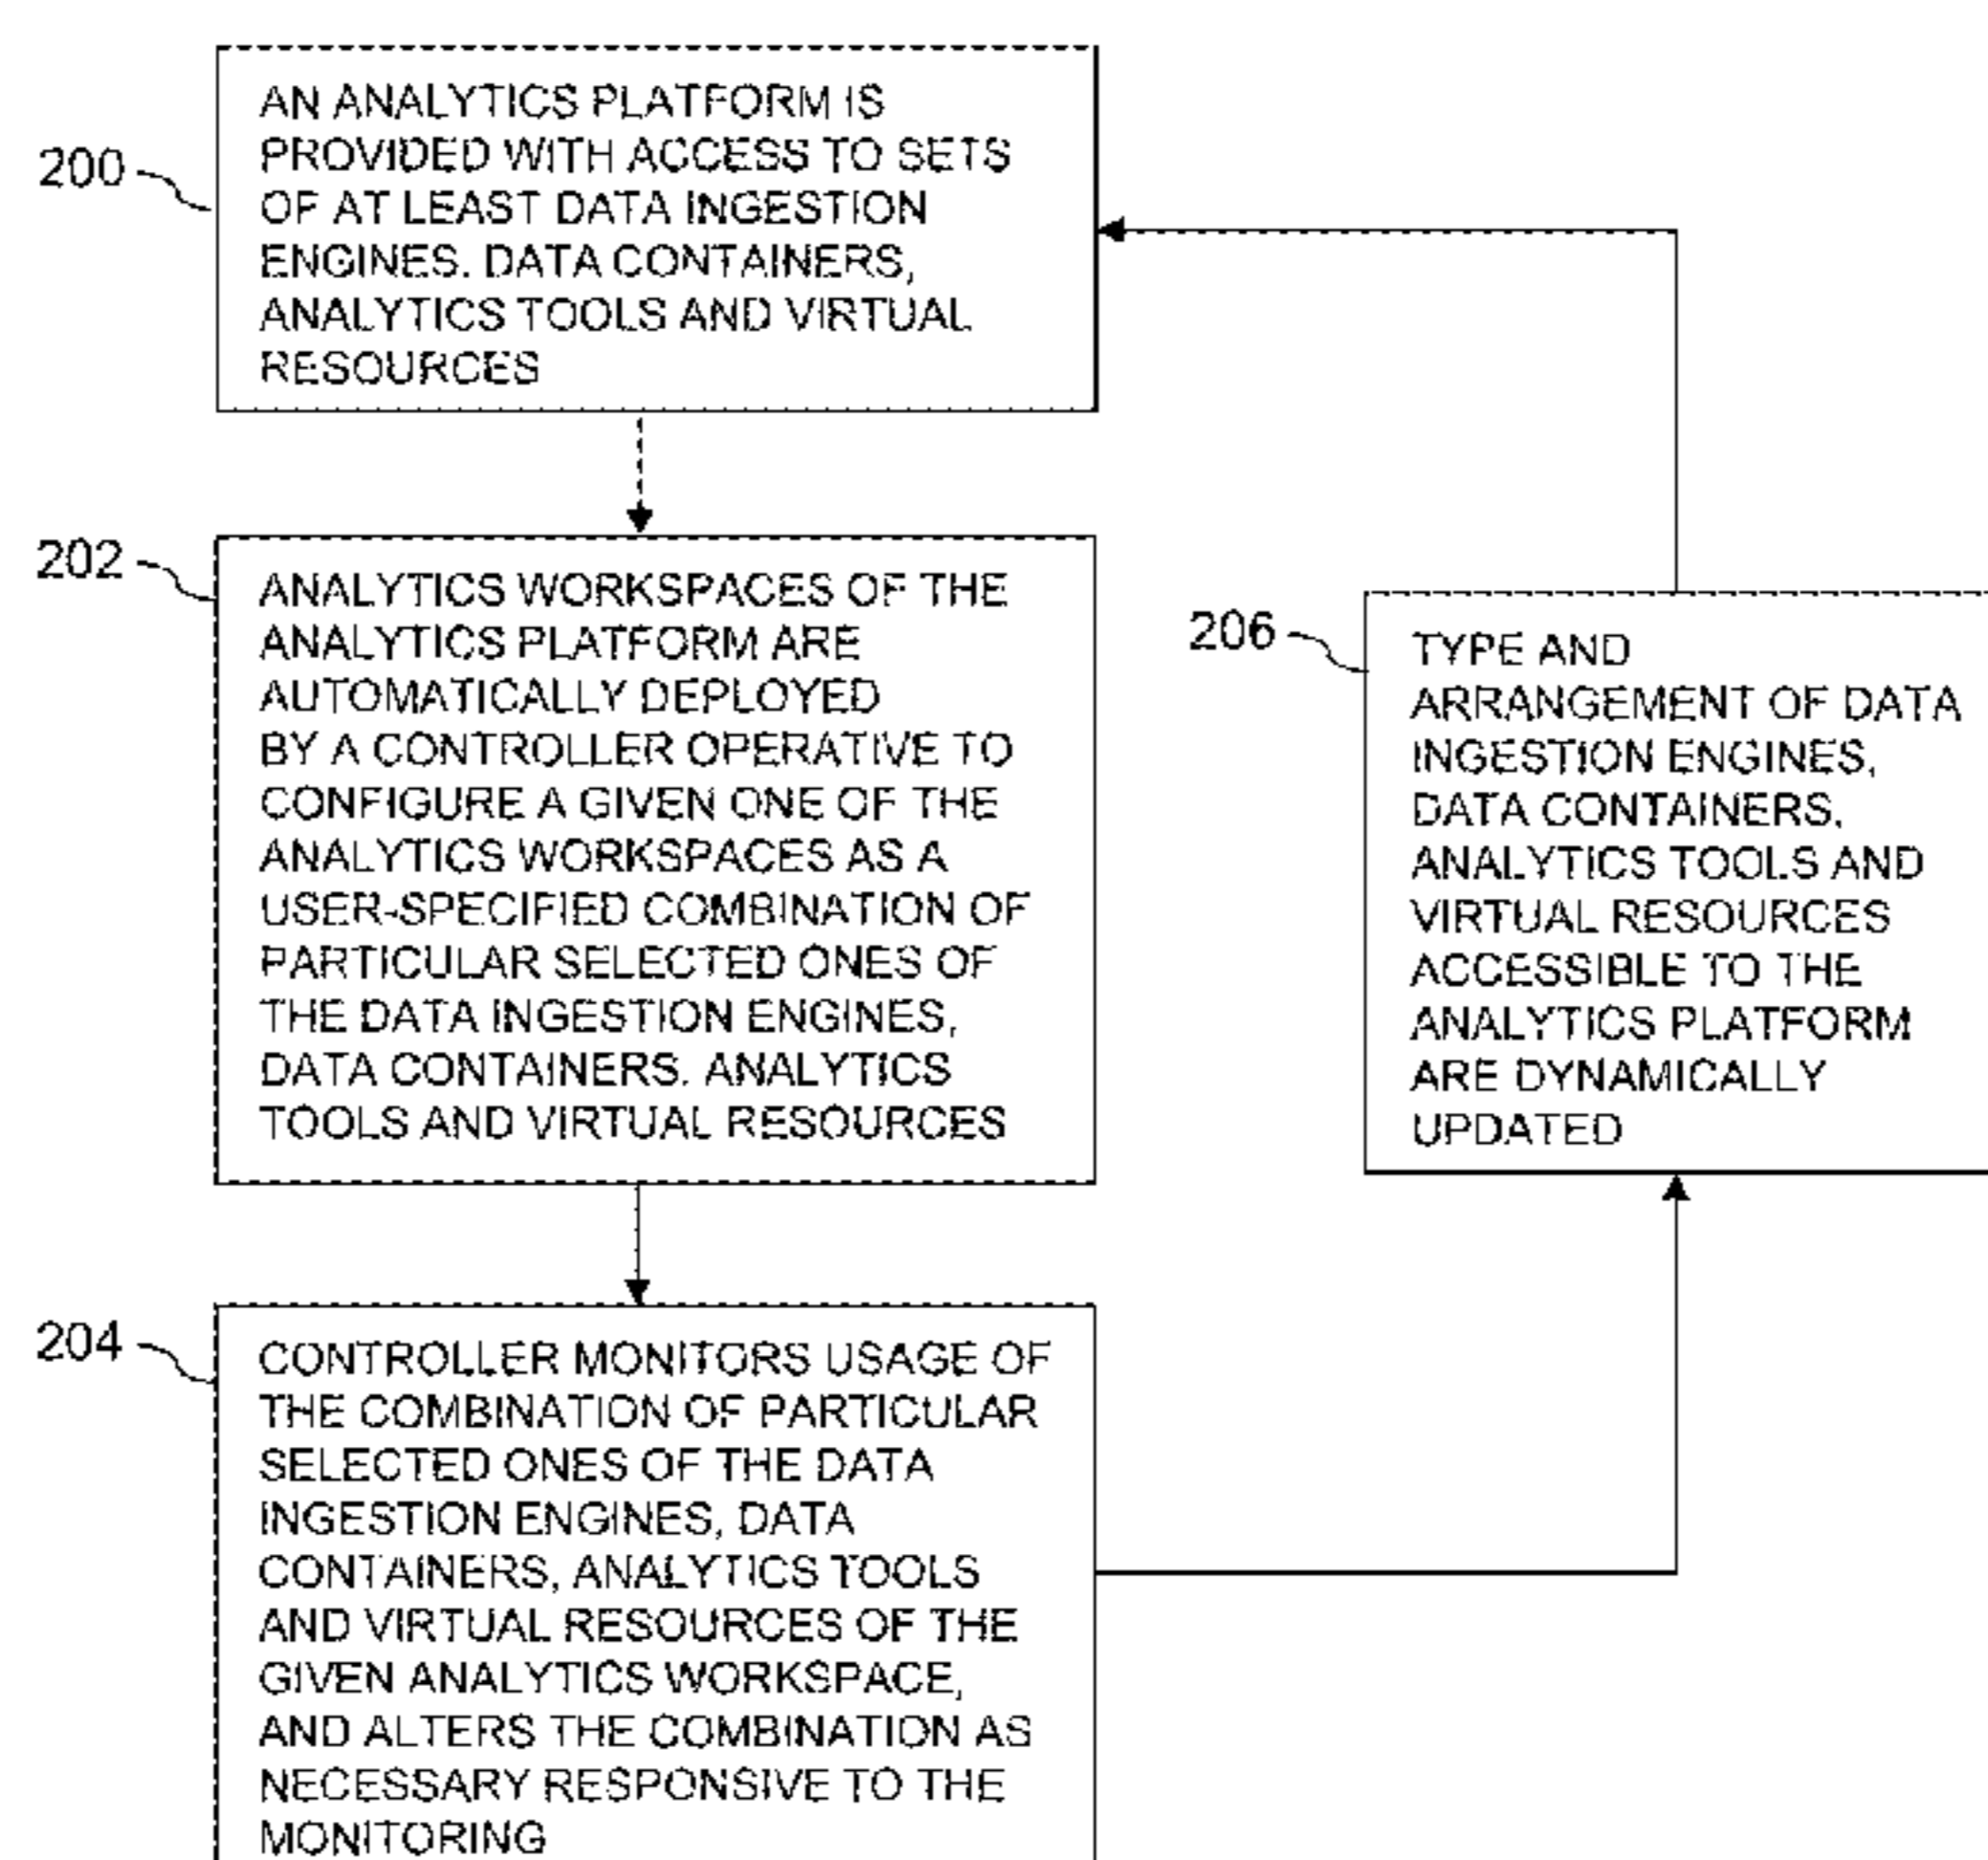 200
AN ANALYTICS PLATFORM IS
PROVIDED WITH ACCESS TO SETS
OF AT LEAST DATA INGESTION
ENGINES. DATA CONTAINERS,
ANALYTICS TOOLS AND VIRTUAL
RESOURCES
202
ANALYTICS WORKSPACES OF THE
ANALYTICS PLATFORM ARE
AUTOMATICALLY DEPLOYED
BY A CONTROLLER OPERATIVE TO
CONFIGURE A GIVEN ONE OF THE
ANALYTICS WORKSPACES AS A
USER-SPECIFIED COMBINATION OF
PARTICULAR SELECTED ONES OF
THE DATA INGESTION ENGINES,
DATA CONTAINERS. ANALYTICS
TOOLS AND VIRTUAL RESOURCES
204
CONTROLLER MONITORS USAGE OF
THE COMBINATION OF PARTICULAR
SELECTED ONES OF THE DATA
INGESTION ENGINES, DATA
CONTAINERS, ANALYTICS TOOLS
AND VIRTUAL RESOURCES OF THE
GIVEN ANALYTICS WORKSPACE,
AND ALTERS THE COMBINATION AS
NECESSARY RESPONSIVE TO THE
MONITORING
206
TYPE AND
ARRANGEMENT OF DATA
INGESTION ENGINES,
DATA CONTAINERS,
ANALYTICS TOOLS AND
VIRTUAL RESOURCES
ACCESSIBLE TO THE
ANALYTICS PLATFORM
ARE DYNAMICALLY
UPDATED